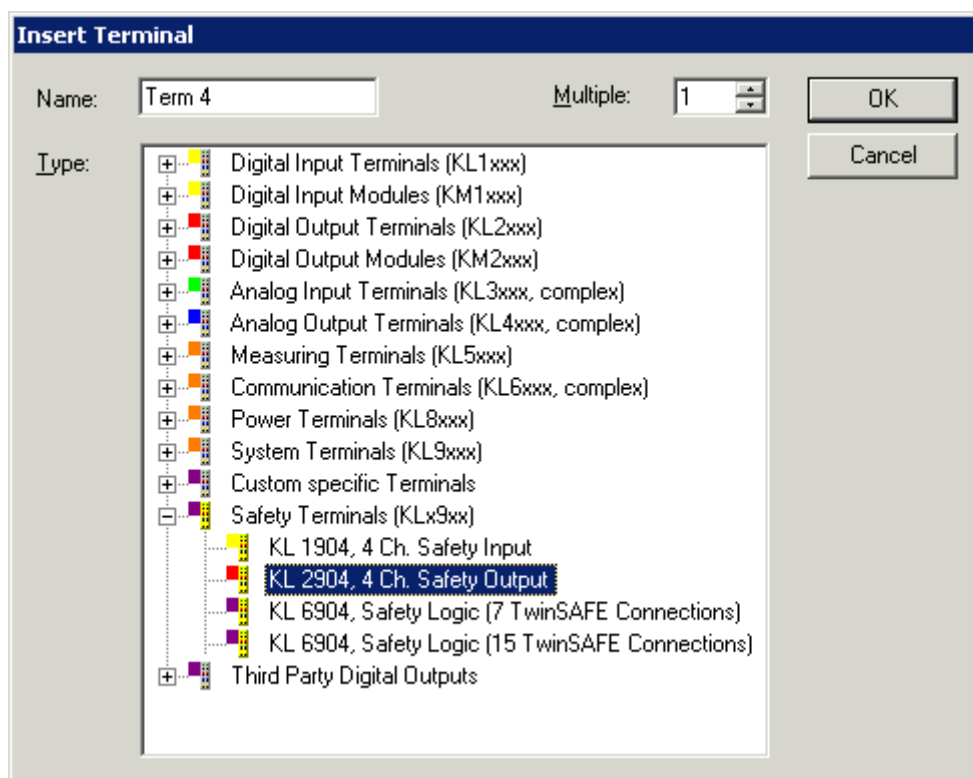 Insert Terminal
Name: Term 4 Multiple: 1 OK
Cancel
Type:
Digital Input Terminals (KL1xxx)
Digital Input Modules (KM1xxx)
Digital Output Terminals (KL2xxx)
Digital Output Modules (KM2xxx)
Analog Input Terminals (KL3xxx, complex)
Analog Output Terminals (KL4xxx, complex)
Measuring Terminals (KL5xxx)
Communication Terminals (KL6xxx, complex)
Power Terminals (KL8xxx)
System Terminals (KL9xxx)
Custom specific Terminals
Safety Terminals (KLx9xx)
KL 1904, 4 Ch. Safety Input
KL 2904, 4 Ch. Safety Output
KL 6904, Safety Logic (7 TwinSAFE Connections)
KL 6904, Safety Logic (15 TwinSAFE Connections)
Third Party Digital Outputs